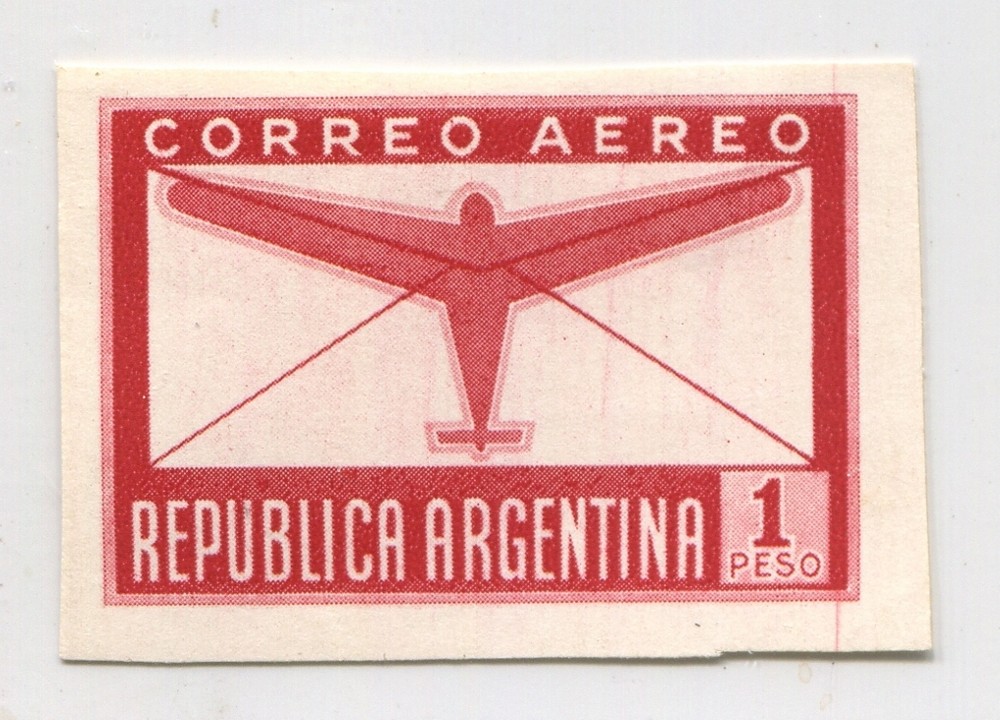 CORREO AEREO
REPUBLICA ARGENTINA
1
PESO